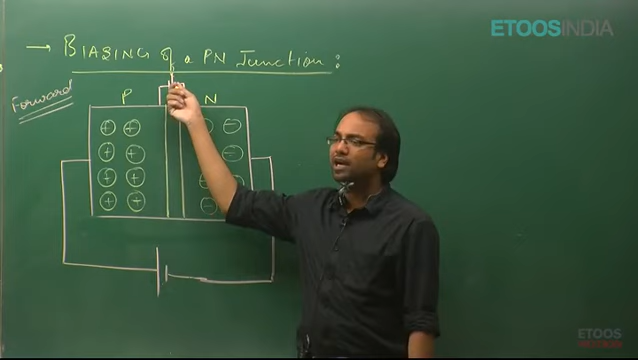 ETOOSINDIA
→ BIASING of a PN Junction :
Forward
P N
+ + −
+ + −
+ +
+ +
ETOOS